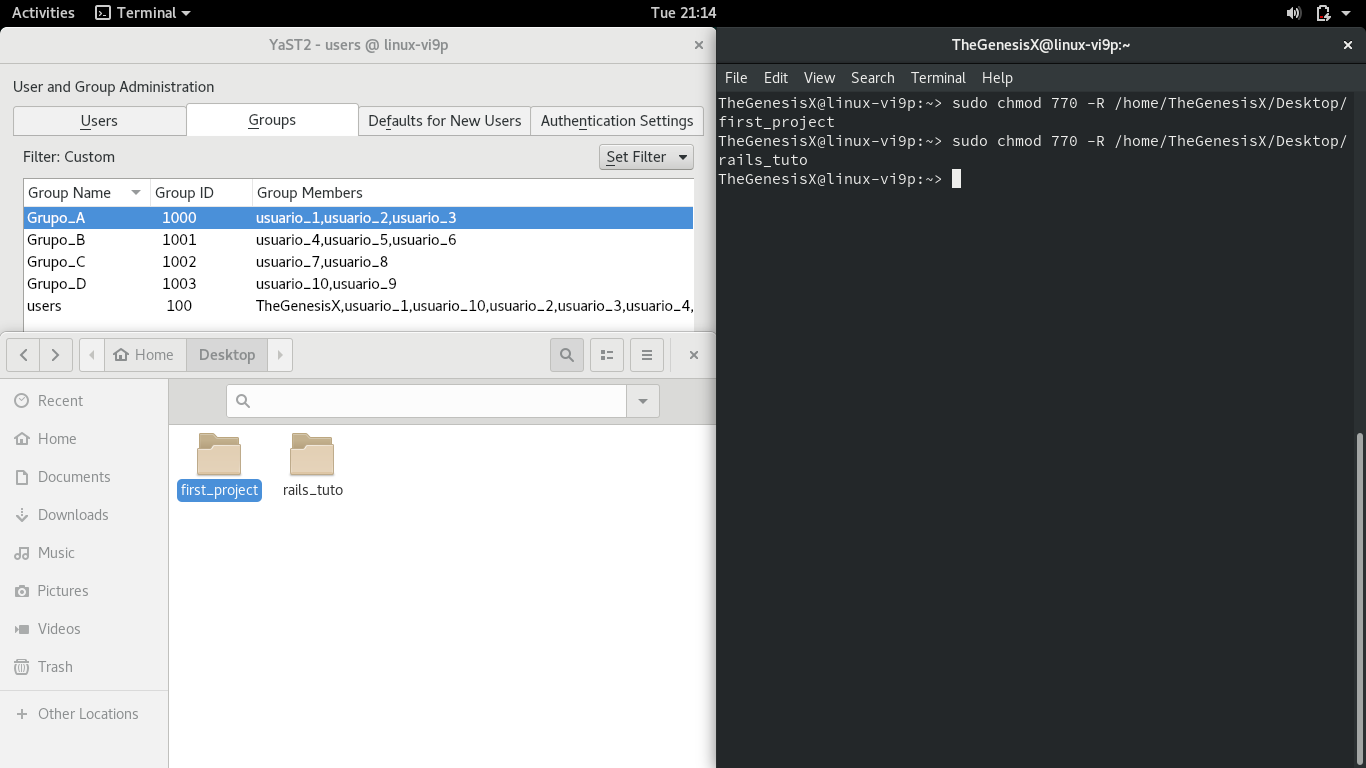 Activities Terminal Tue 21:14
YaST2 - users @ linux-vi9p
User and Group Administration
Users Groups Defaults for New Users Authentication Settings
Filter: Custom Set Filter
Group Name Group ID Group Members
Grupo_A 1000 usuario_1,usuario_2,usuario_3
Grupo_B 1001 usuario_4,usuario_5,usuario_6
Grupo_C 1002 usuario_7,usuario_8
Grupo_D 1003 usuario_10,usuario_9
users 100 TheGenesisX,usuario_1,usuario_10,usuario_2,usuario_3,usuario_4,
Home Desktop
Recent
Home
Documents
Downloads
Music
Pictures
Videos
Trash
Other Locations
first_project rails_tuto
TheGenesisX@linux-vi9p:~
File Edit View Search Terminal Help
TheGenesisX@linux-vi9p:~> sudo chmod 770 -R /home/TheGenesisX/Desktop/
first_project
TheGenesisX@linux-vi9p:~> sudo chmod 770 -R /home/TheGenesisX/Desktop/
rails_tuto
TheGenesisX@linux-vi9p:~>